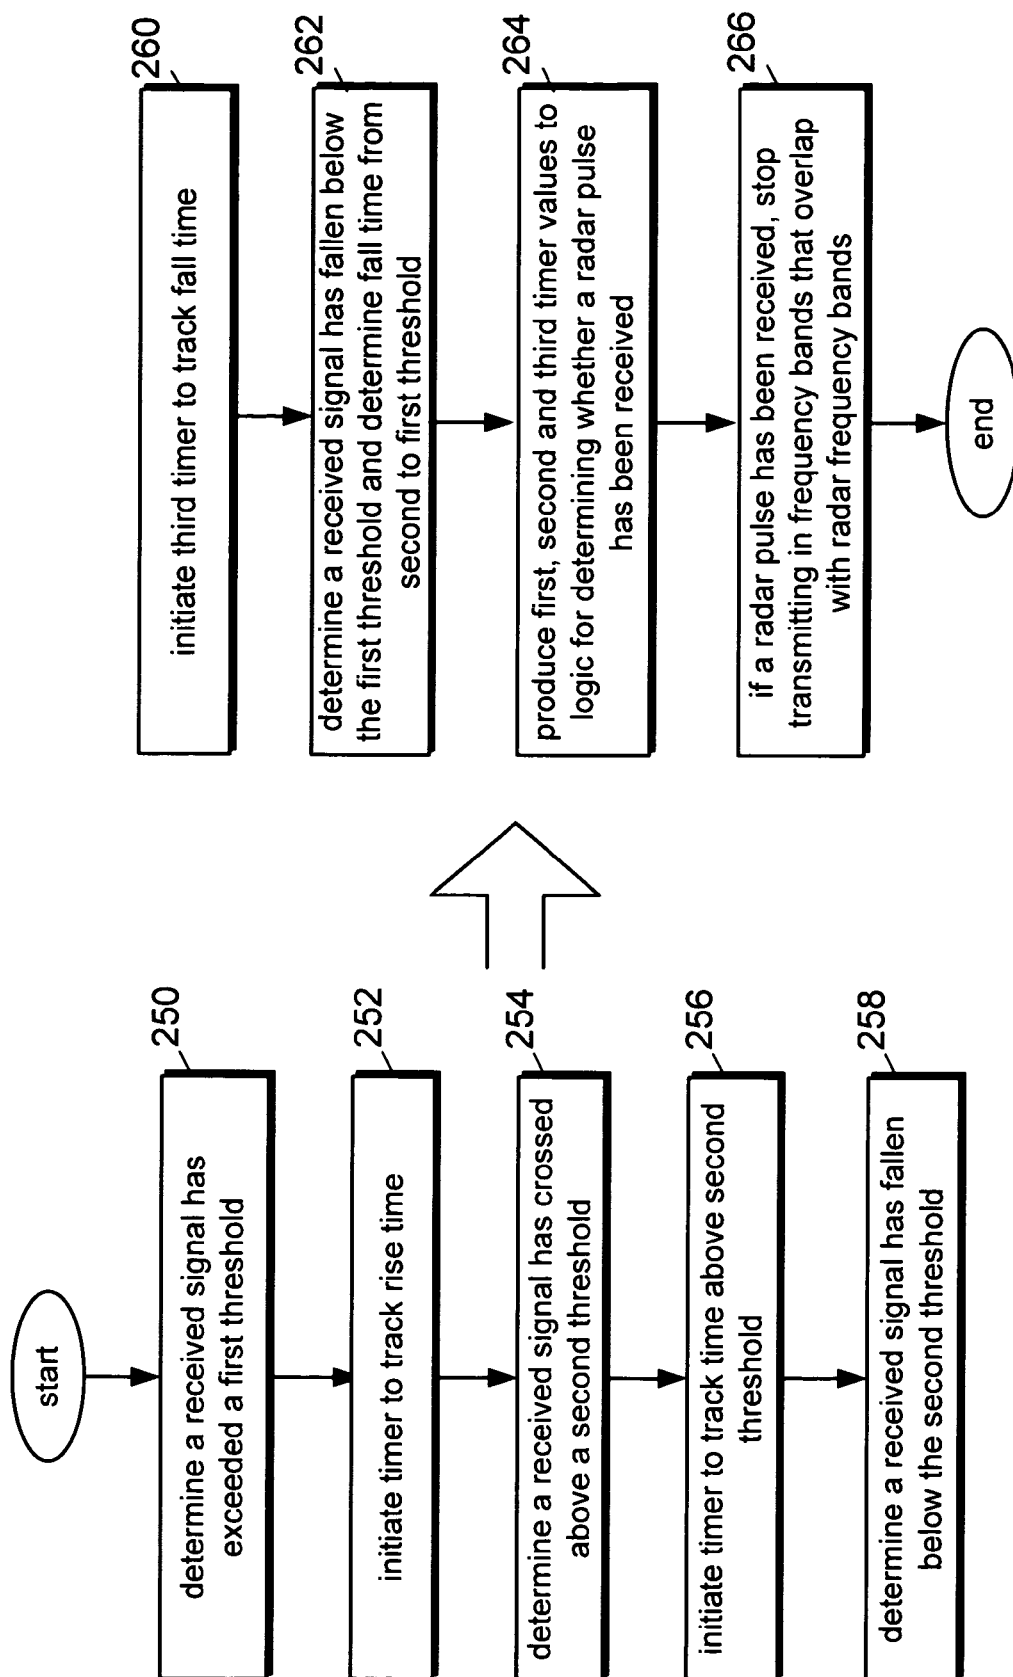 start
250
determine a received signal has
exceeded a first threshold
252
initiate timer to track rise time
254
determine a received signal has crossed
above a second threshold
256
initiate timer to track time above second
threshold
258
determine a received signal has fallen
below the second threshold
260
initiate third timer to track fall time
262
determine a received signal has fallen below
the first threshold and determine fall time from
second to first threshold
264
produce first, second and third timer values to
logic for determining whether a radar pulse
has been received
266
if a radar pulse has been received, stop
transmitting in frequency bands that overlap
with radar frequency bands
end